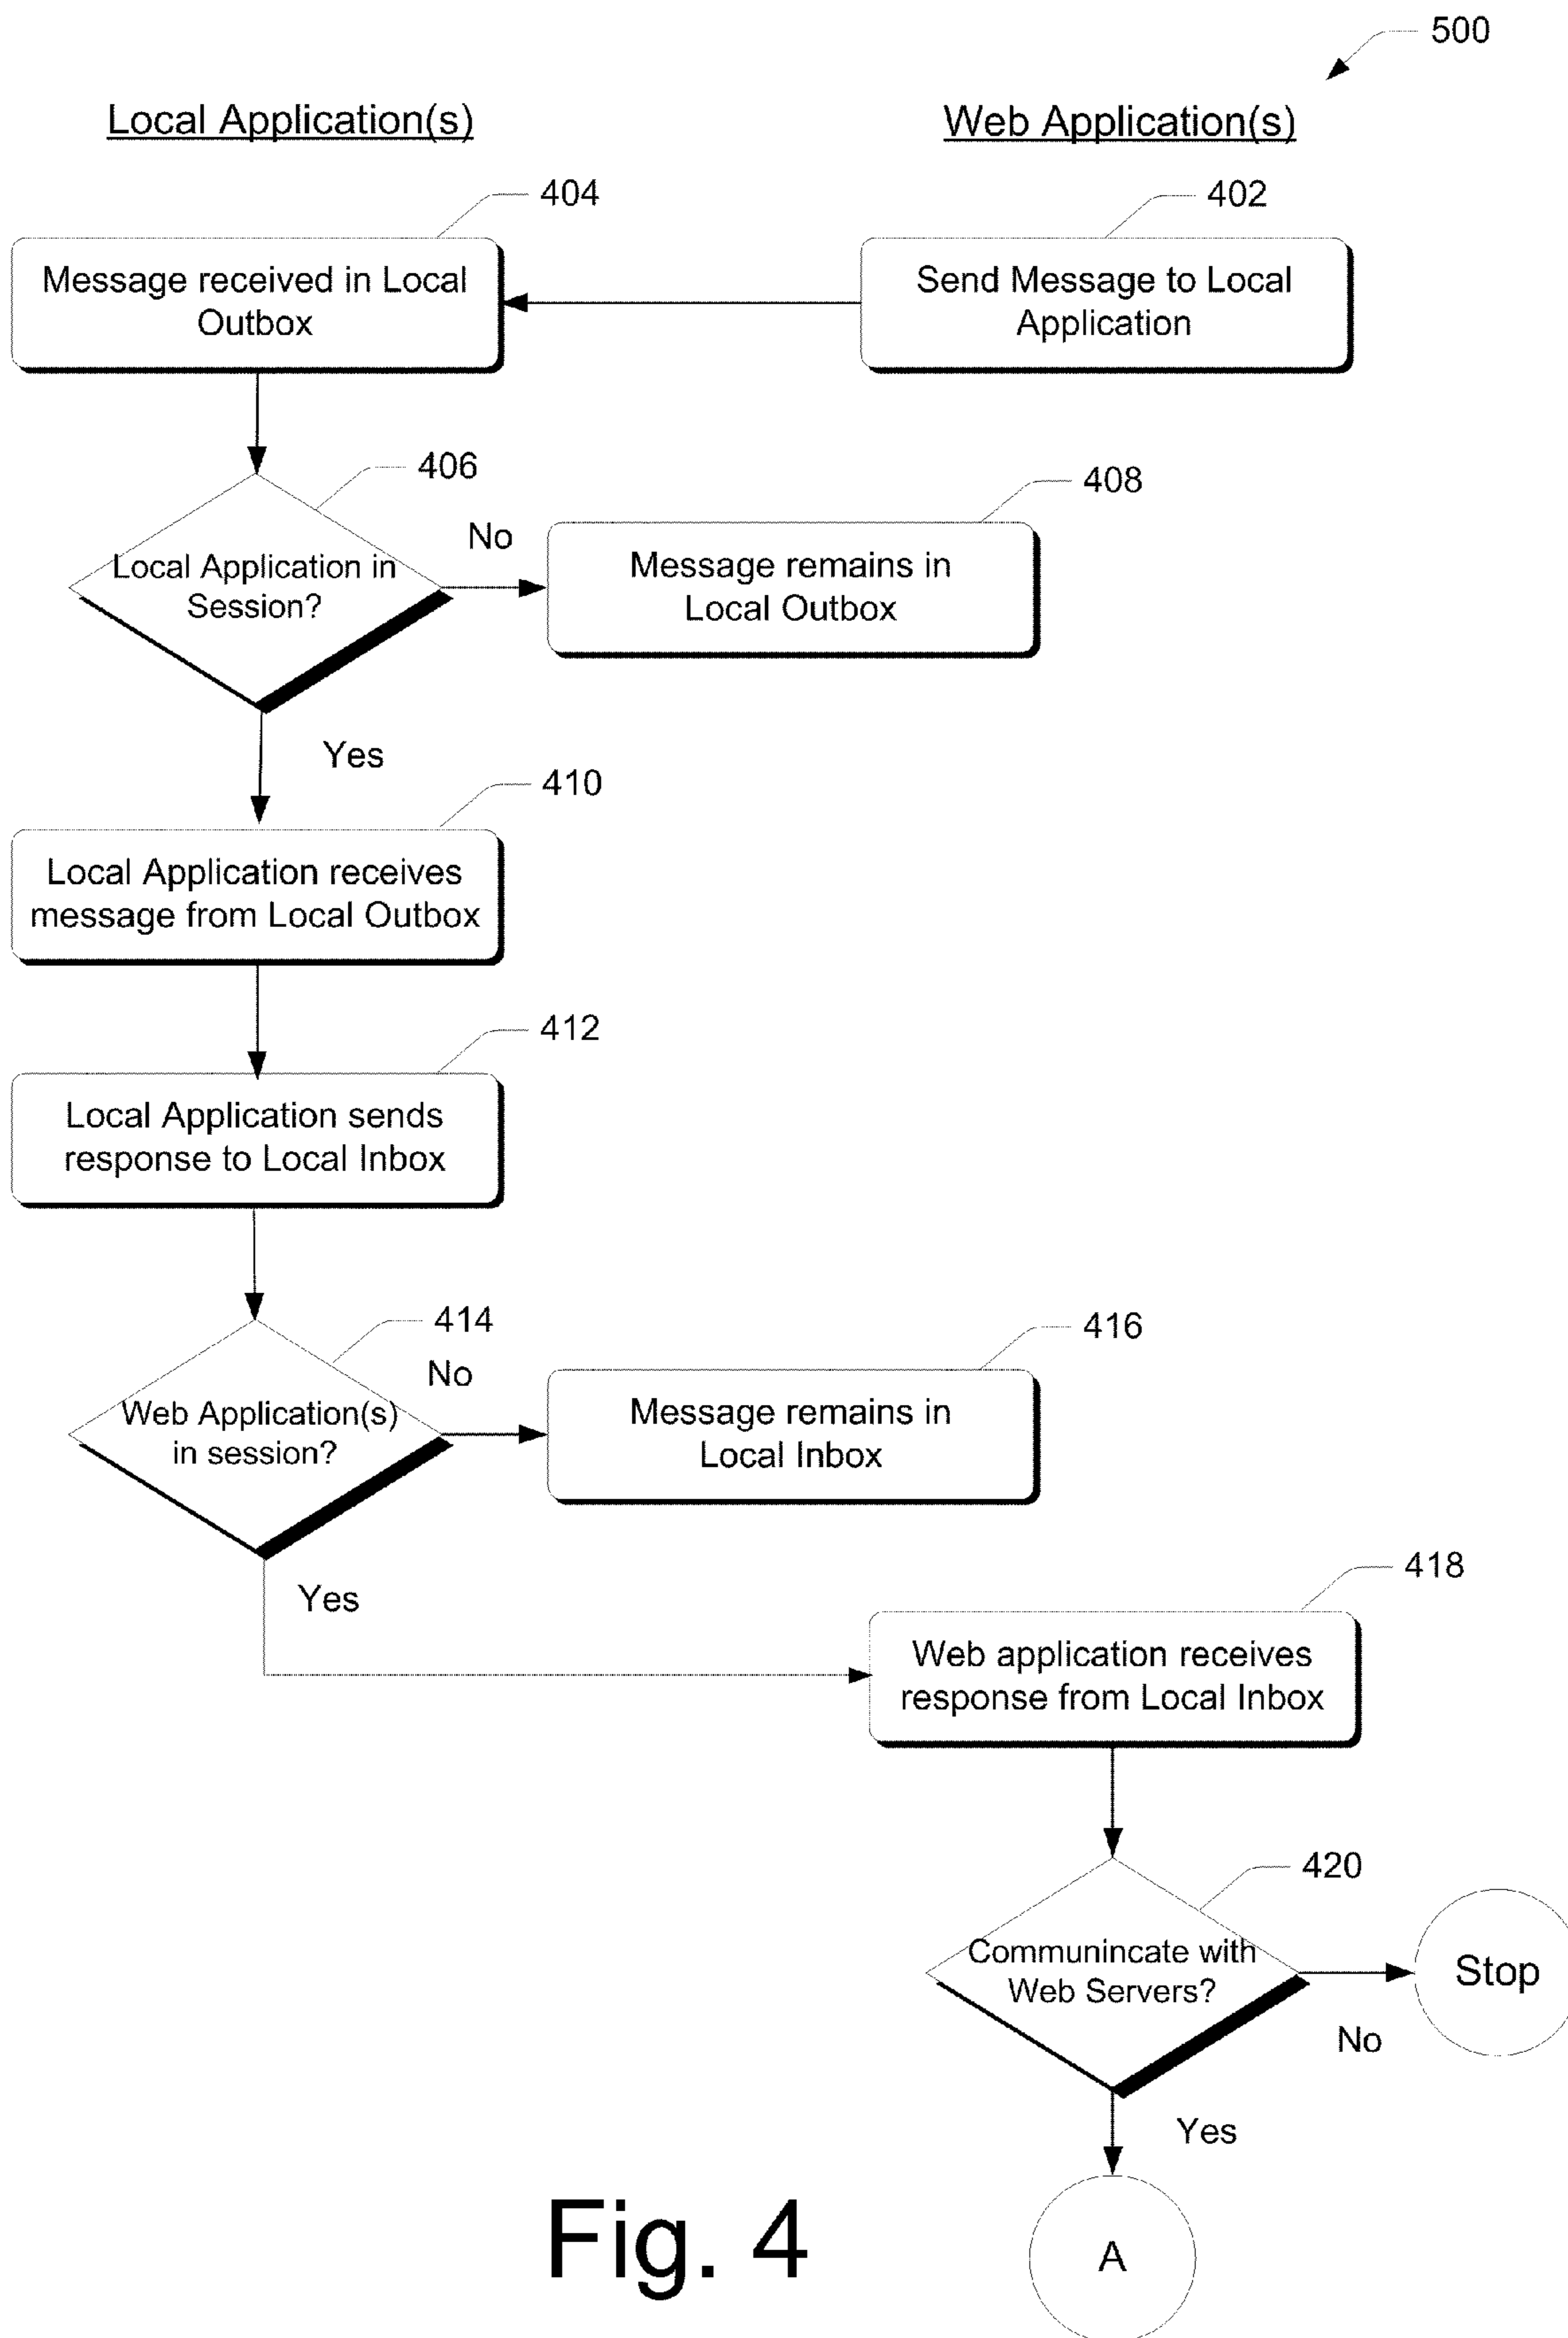 500
Local Application(s)
Web Application(s)
404
402
Message received in Local
Outbox
Send Message to Local
Application
406
408
Local Application in
Session?
No
Message remains in
Local Outbox
Yes
410
Local Application receives
message from Local Outbox
412
Local Application sends
response to Local Inbox
414
416
Web Application(s)
in session?
No
Message remains in
Local Inbox
Yes
418
Web application receives
response from Local Inbox
420
Communincate with
Web Servers?
Stop
No
Yes
A
Fig. 4